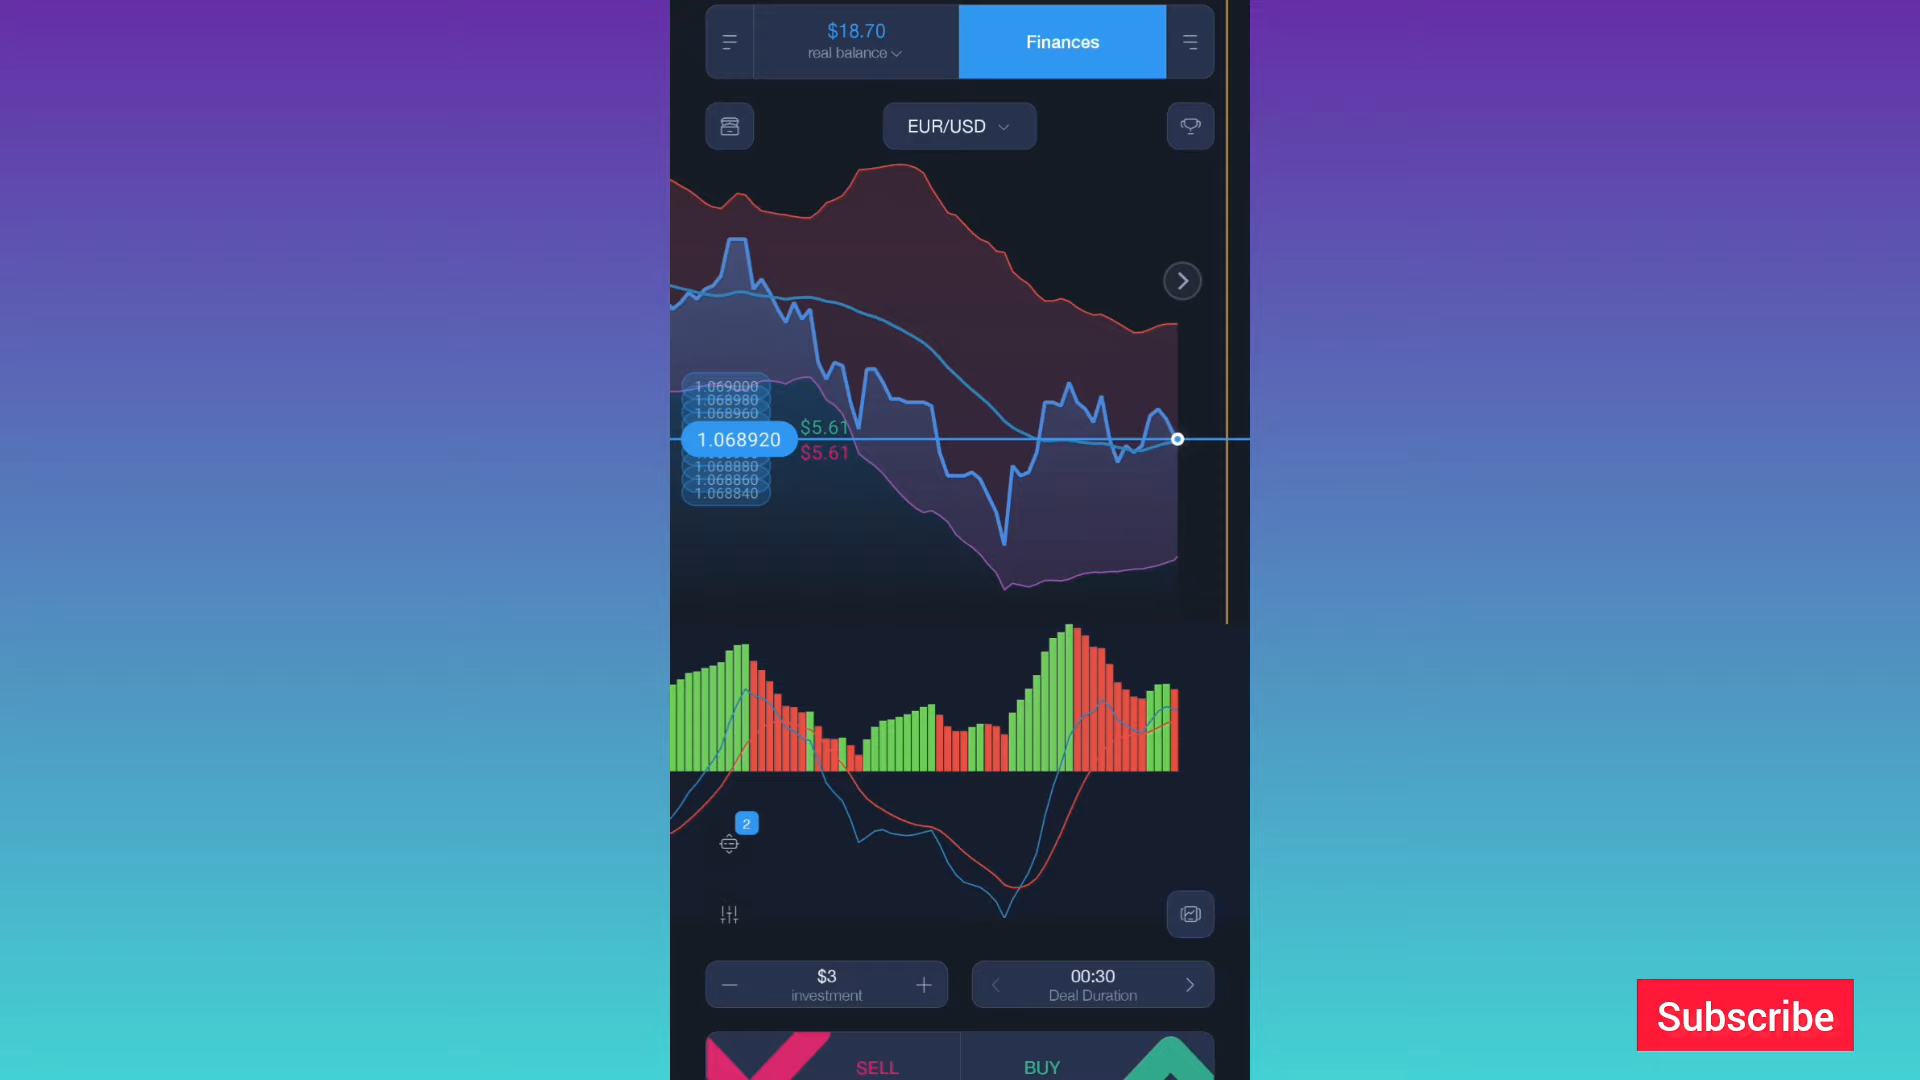 $18.70
real balance
Finances
EUR/USD
1.069000
1.068980
1.068960
$5.61
1.068920
$5.61
1.068880
1.068860
1.068840
2
$3
investment
00:30
Deal Duration
SELL
BUY
Subscribe